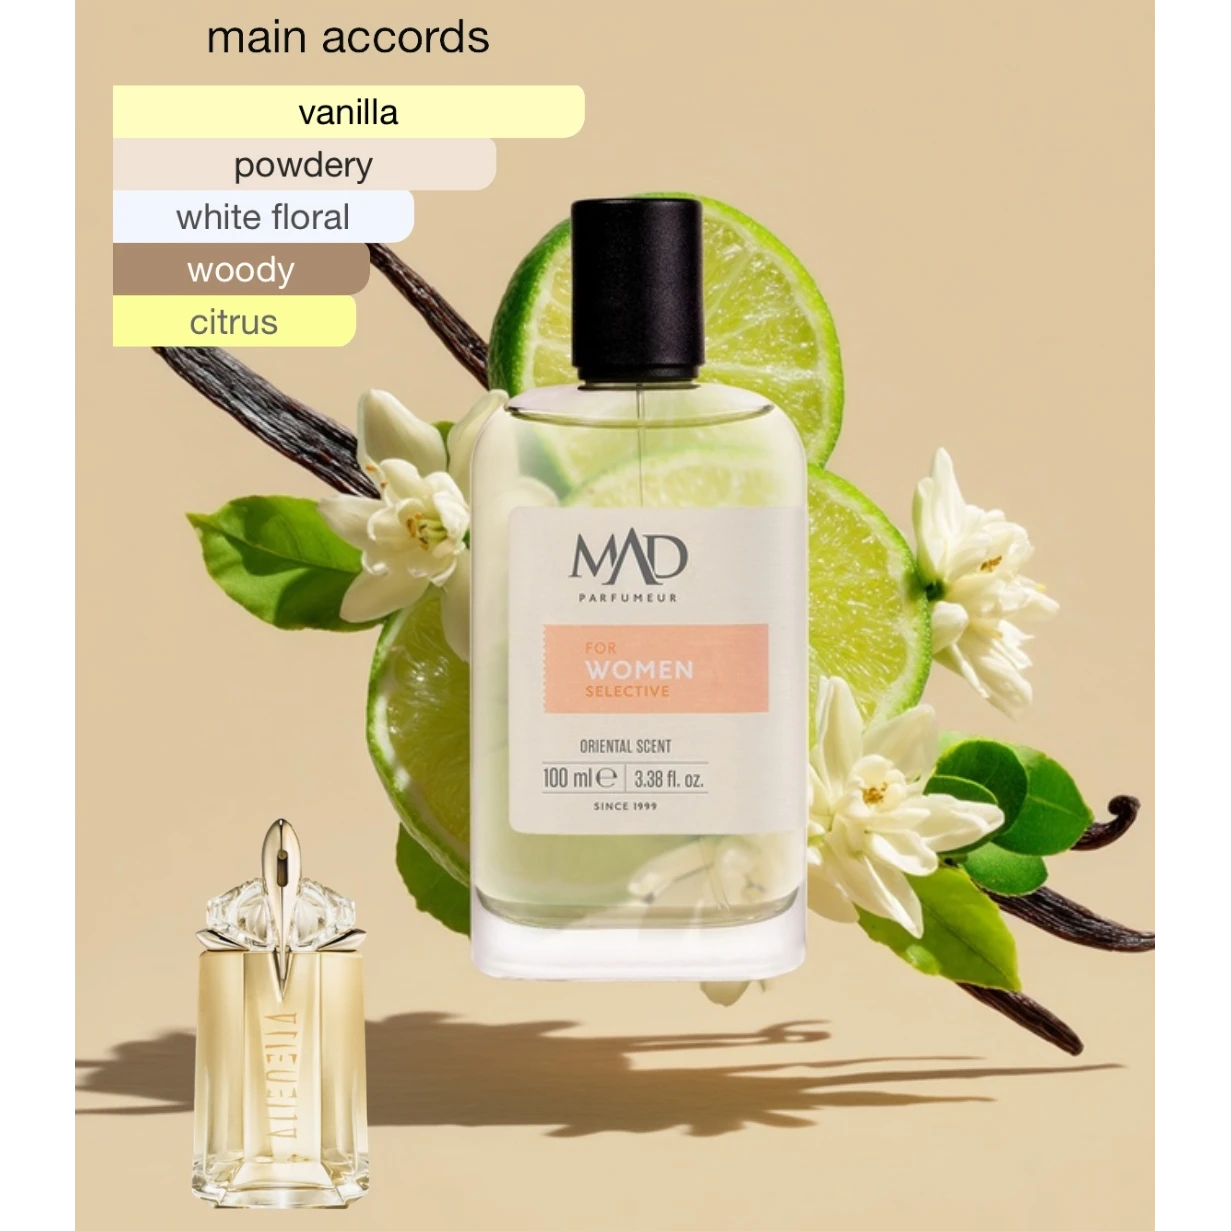 main accords
vanilla
powdery
white floral
woody
citrus
MAD
PARFUMEUR
FOR
WOMEN
SELECTIVE
ORIENTAL SCENT
100 ml ℮ 3.38 fl. oz.
SINCE 1999